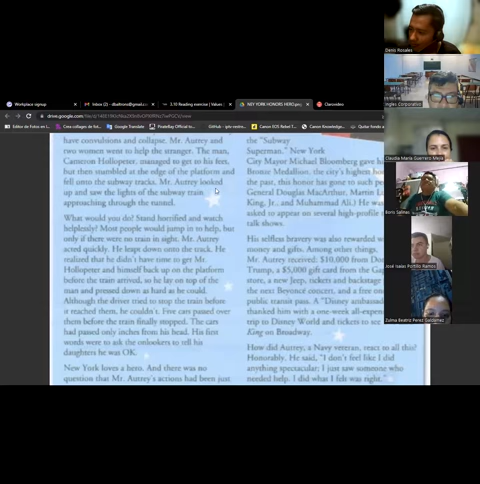 Workplace signup
Inbox (2) - dsaltmns@gmail.co
3.10 Reading exercise | Values
NEW YORK HONORS HERO.p
Clarovideo
drive.google.com/
Editor de Fotos en l
Crea collages de fot
Google Translate
PhotoBay Official To
GitHub - jets-
Canon EOS Rebel T
Canon Knowledge
Quitar fondo
have convulsions and collapse. Mr. Autrey and
two women went to help the stranger. The man,
Cameron Hollopeter, managed to get to his feet,
but then stumbled at the edge of the platform and
fell onto the subway tracks. Mr. Autrey looked
up and saw the lights of the subway train
approaching through the tunnel.
What would you do? Stand horrified and watch
helplessly? Most people would jump in to help, but
only if there were no train in sight. Mr. Autrey
acted quickly. He leapt down onto the track. He
realized that he didn't have time to get Mr.
Hollopeter and himself back up on the platform
before the train arrived, so he lay on top of the
man and pressed down as hard as he could.
Although the driver tried to stop the train before
it reached them, he couldn't. Five cars passed over
them before the train finally stopped. The cars
had passed only inches from his head. His first
words were to ask the onlookers to tell his
daughters he was OK.
New York loves a hero. And there was no
question that Mr. Autrey's actions had been just
the "Subway
Superman." New York
City Mayor Michael Bloomberg gave hi
Bronze Medallion, the city's highest hono
the past, this honor has gone to such pe
General Douglas MacArthur, Martin Lu
King, Jr., and Muhammad Ali.) He wa
asked to appear on several high-profile
talk shows.
His selfless bravery was also rewarded w
money and gifts. Among other things,
Mr. Autrey received: $10,000 from Don
Trump, a $5,000 gift card from the Gap
store, a new Jeep, tickets and backstage
the next Beyoncé concert, and a free one
public transit pass. A "Disney ambassado
thanked him with a one-week all-expens
trip to Disney World and tickets to see
King on Broadway.
How did Autrey, a Navy veteran, react to all this?
Honorably. He said, "I don't feel like I did
anything spectacular; I just saw someone who
needed help. I did what I felt was right."
Denis Rosales
Ingles Corporativo
Claudia Maria Guerrero Mejia
Boris Salinas
José Isaías Portillo Ramos
Zulma Beatriz Perez Gutierrez